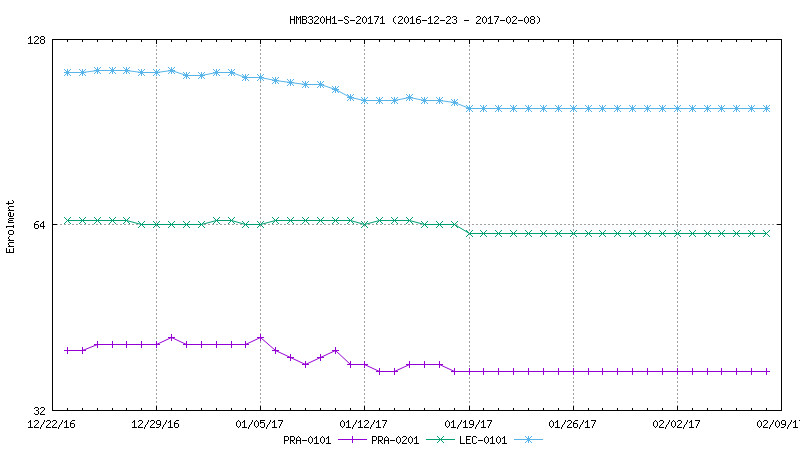 HMB320H1-S-20171 (2016-12-23 - 2017-02-08)
128
Enrolment
64
32
12/22/16 12/29/16 01/05/17 01/12/17 01/19/17 01/26/17 02/02/17 02/09/17
PRA-0101 PRA-0201 LEC-0101